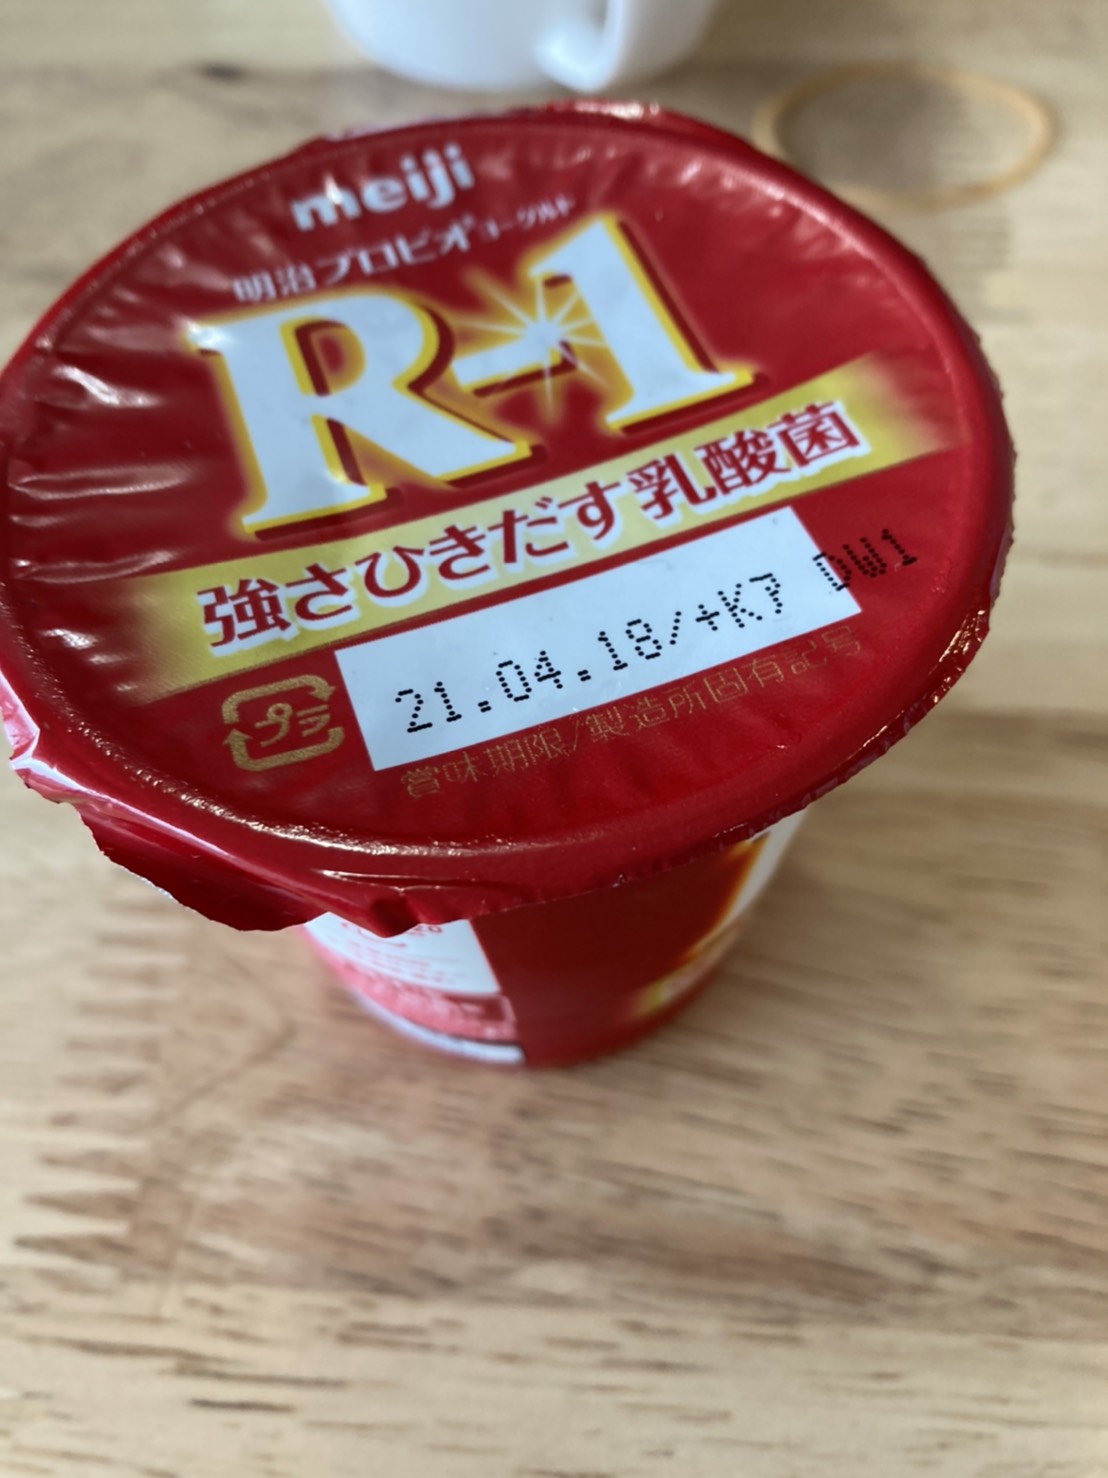 meiji
明治プロビオヨーグルト
R-1
強さひきだす乳酸菌
21.04.18/+K7
プラ
賞味期限/製造所固有記号